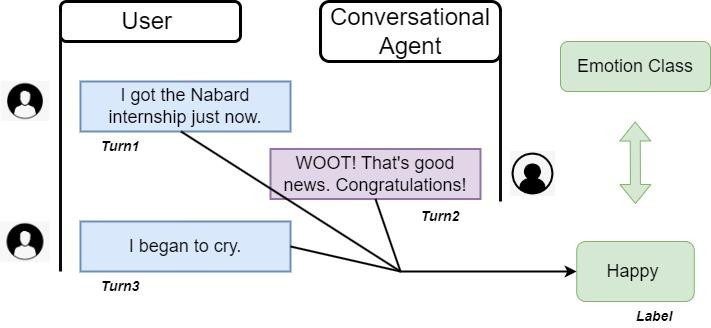 User
Conversational
Agent
Emotion Class
I got the Nabard
internship just now.
Turn1
WOOT! That's good
news. Congratulations!
Turn2
I began to cry.
Turn3
Happy
Label